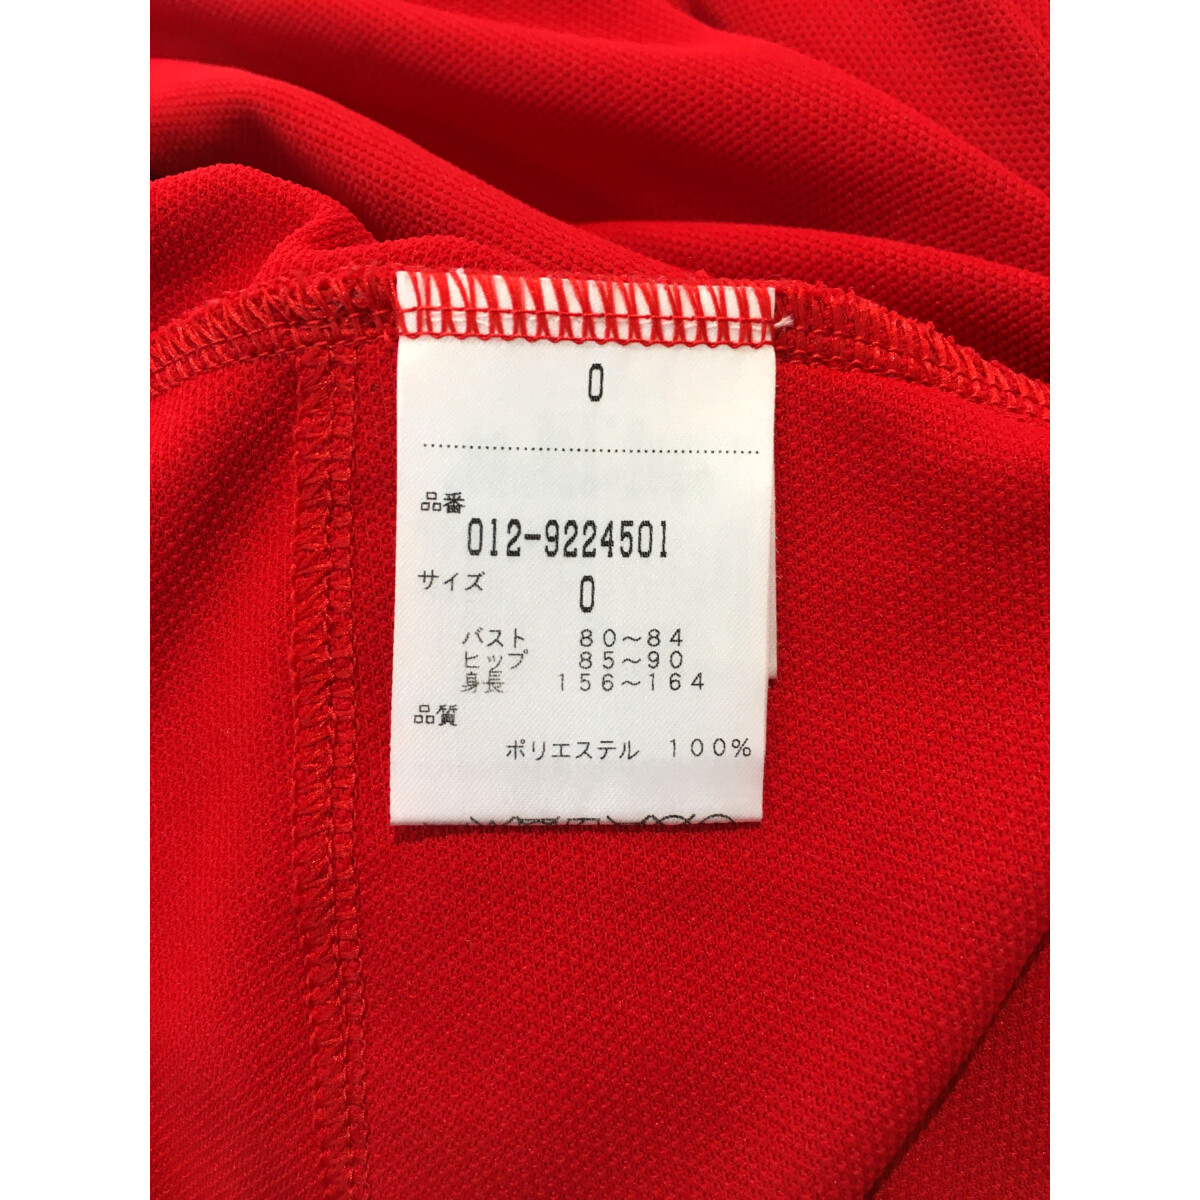 0
品番
012-9224501
サイズ 0
バスト 80~84
ヒップ 85~90
身長 156~164
品質
ポリエステル 100%